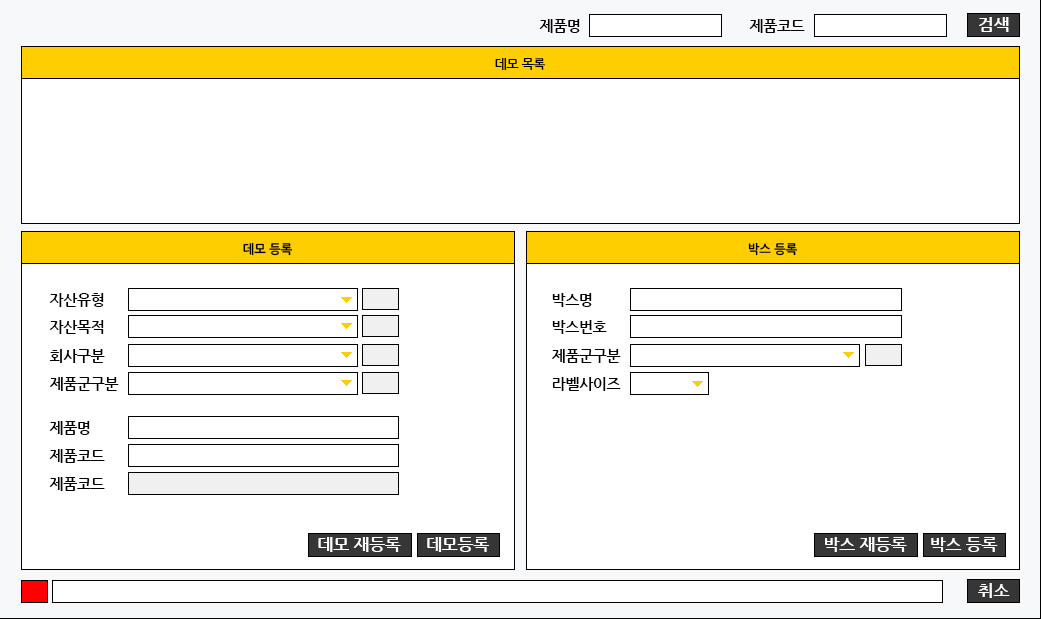 제품명 제품코드 검색
데모 목록
데모 등록
자산유형
자산목적
회사구분
제품군구분
제품명
제품코드
제품코드
데모 재등록 데모등록
박스 등록
박스명
박스번호
제품군구분
라벨사이즈
박스 재등록 박스 등록
취소